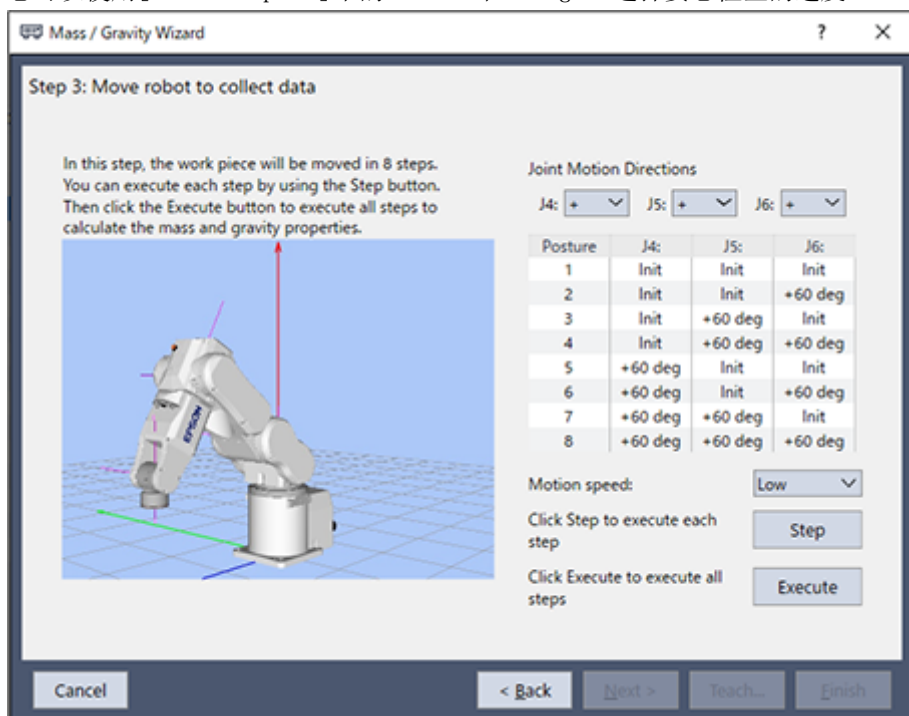 Mass / Gravity Wizard
?
Step 3: Move robot to collect data
In this step, the work piece will be moved in 8 steps.
You can execute each step by using the Step button.
Then click the Execute button to execute all steps to
calculate the mass and gravity properties.
EPSON
Joint Motion Directions
J4: + J5: + J6: +
Posture J4: J5: J6:
1 Init Init Init
2 Init Init +60 deg
3 Init +60 deg Init
4 Init +60 deg +60 deg
5 +60 deg Init Init
6 +60 deg Init +60 deg
7 +60 deg +60 deg Init
8 +60 deg +60 deg +60 deg
Motion speed: Low
Click Step to execute each
step
Step
Click Execute to execute all
steps
Execute
Cancel
< Back
Next >
Teach...
Finish